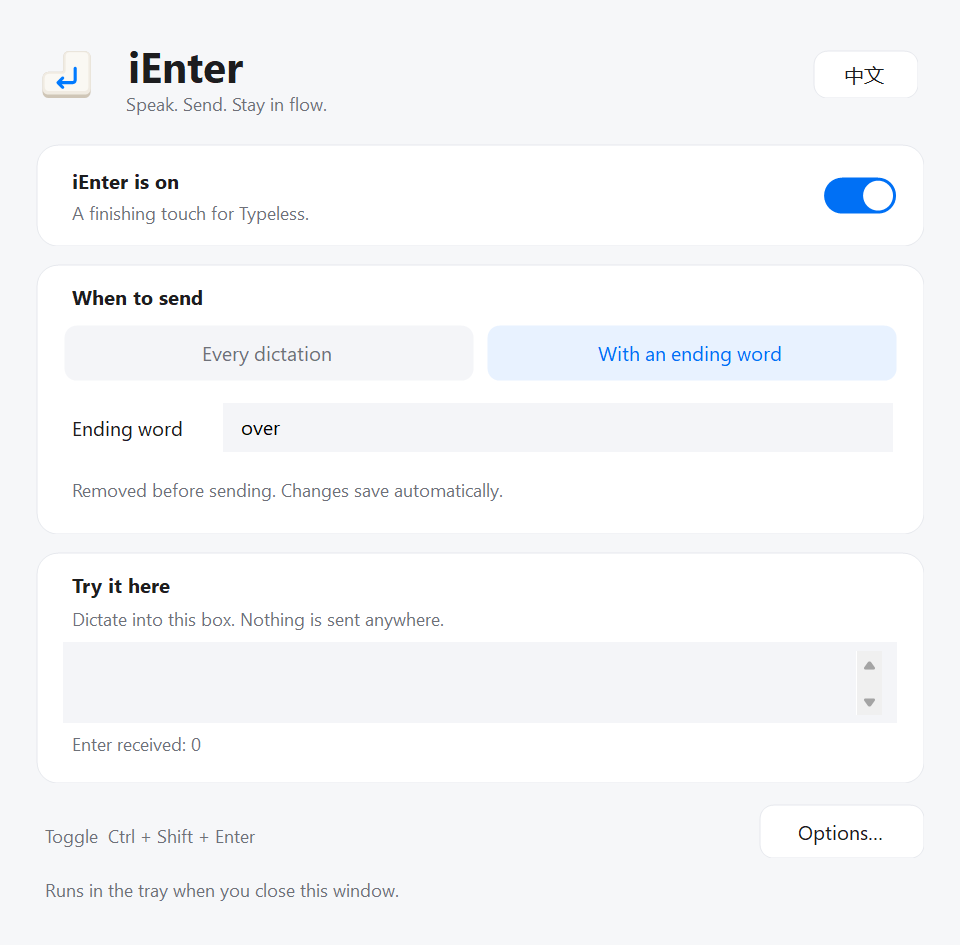 iEnter
Speak. Send. Stay in flow.
中文
iEnter is on
A finishing touch for Typeless.
When to send
Every dictation
With an ending word
Ending word
over
Removed before sending. Changes save automatically.
Try it here
Dictate into this box. Nothing is sent anywhere.
Enter received: 0
Toggle  Ctrl + Shift + Enter
Options...
Runs in the tray when you close this window.